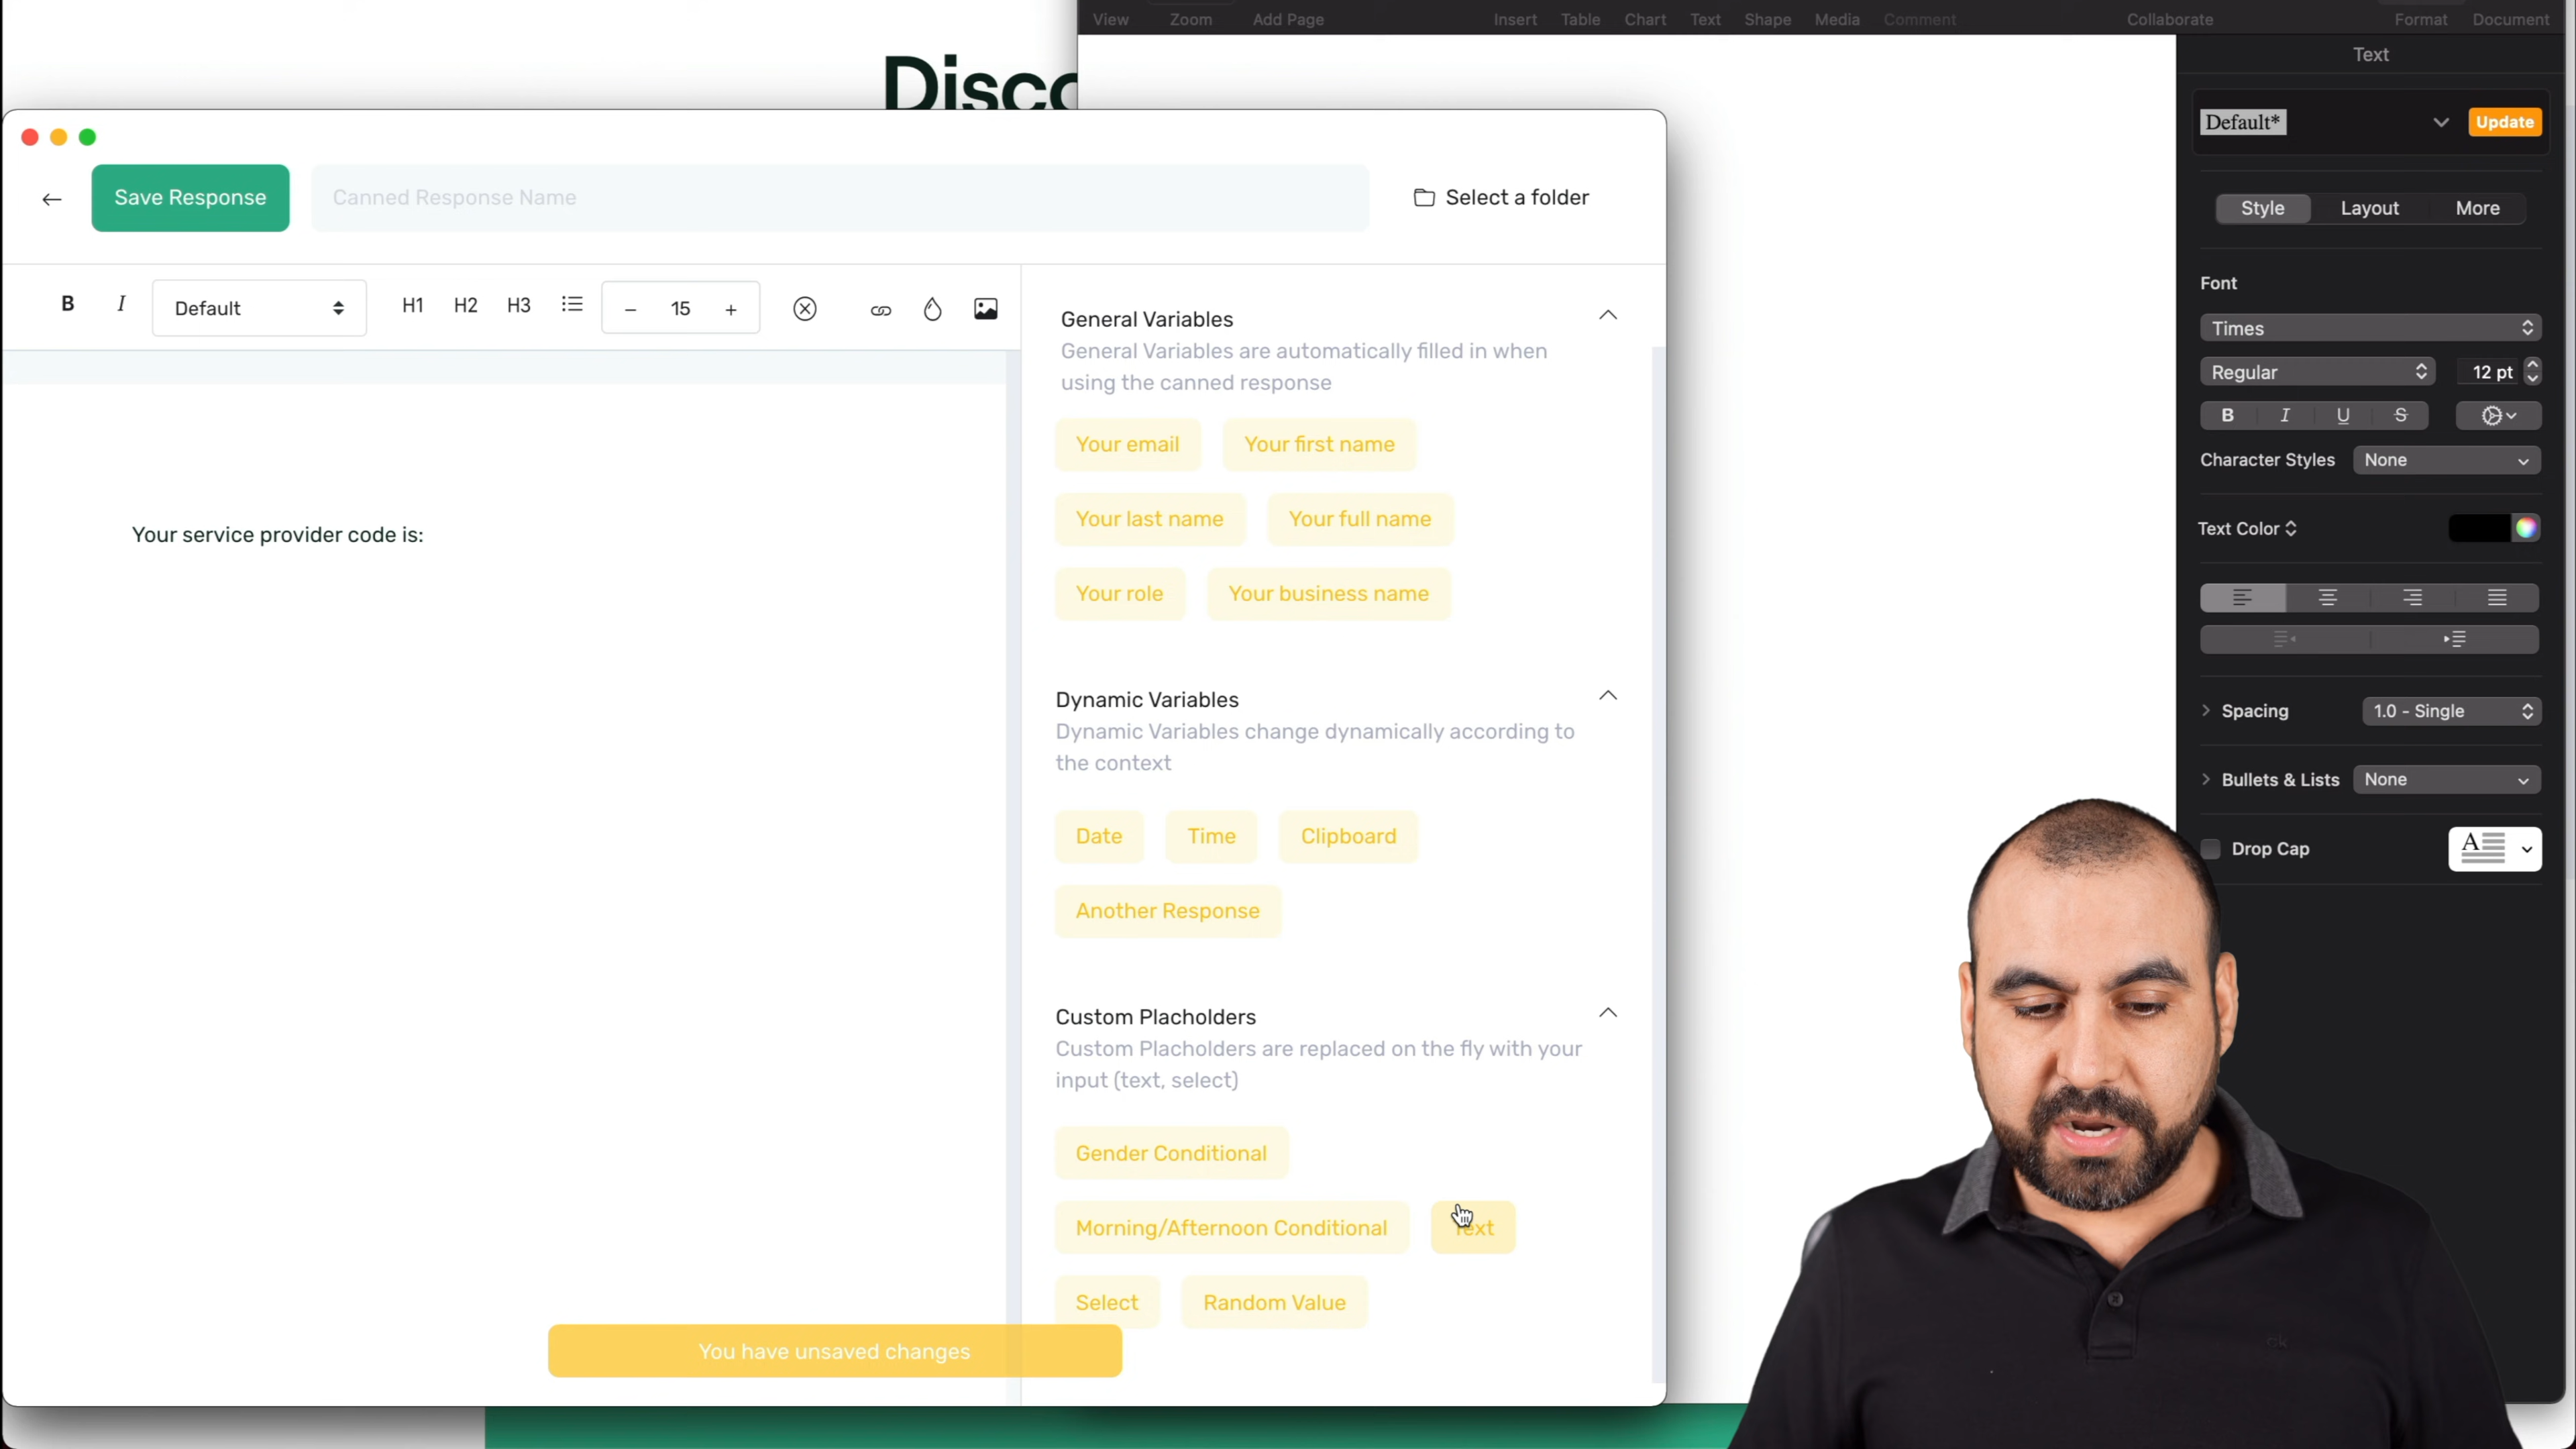 View Zoom Add Page Insert Table Chart Text Shape Media Comment Collaborate Format Document
Disco
Text
Default* Update
Save Response Canned Response Name Select a folder
Style Layout More
B I Default H1 H2 H3 15
Font
Times
Regular 12 pt
B I U S
Character Styles None
Text Color
Spacing 1.0 - Single
Bullets & Lists None
Drop Cap A
Your service provider code is:
General Variables
General Variables are automatically filled in when
using the canned response
Your email Your first name
Your last name Your full name
Your role Your business name
Dynamic Variables
Dynamic Variables change dynamically according to
the context
Date Time Clipboard
Another Response
Custom Placholders
Custom Placholders are replaced on the fly with your
input (text, select)
Gender Conditional
Morning/Afternoon Conditional Text
Select Random Value
You have unsaved changes
ck